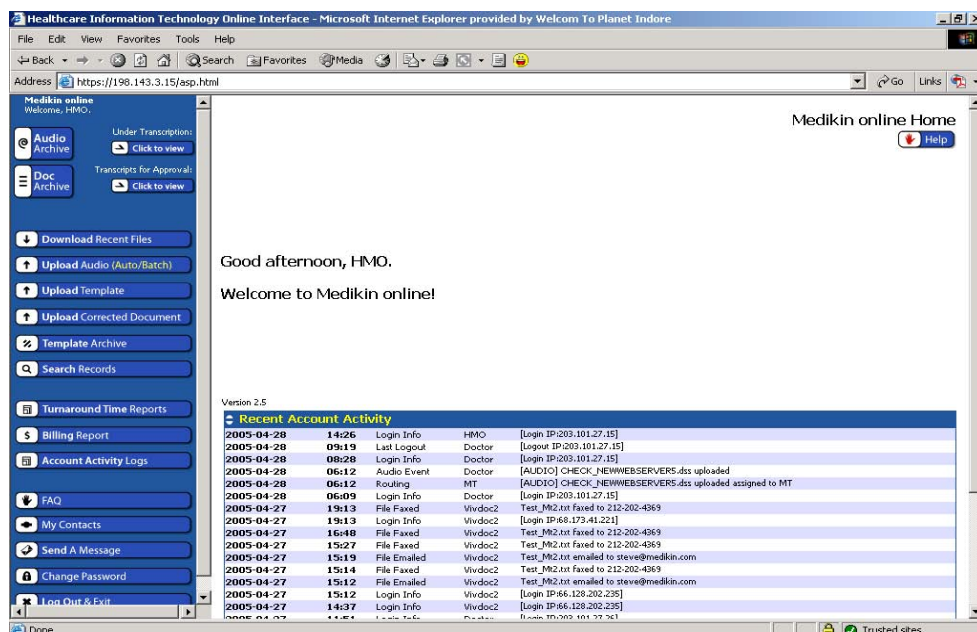 Healthcare Information Technology Online Interface - Microsoft Internet Explorer provided by Welcom To Planet Indore
File Edit View Favorites Tools Help
Back Search Favorites Media
Address https://198.143.3.15/asp.html Go Links
Medikin online
Welcome, HMO.
Audio Archive
Under Transcription:
Click to view
Doc Archive
Transcripts for Approval:
Click to view
Download Recent Files
Upload Audio (Auto/Batch)
Upload Template
Upload Corrected Document
Template Archive
Search Records
Turnaround Time Reports
Billing Report
Account Activity Logs
FAQ
My Contacts
Send A Message
Change Password
Log Out & Exit
Medikin online Home
Help
Good afternoon, HMO.
Welcome to Medikin online!
Version 2.5
Recent Account Activity
2005-04-28 14:26 Login Info HMO [Login IP:203.101.27.15]
2005-04-28 09:19 Last Logout Doctor [Logout IP:203.101.27.15]
2005-04-28 08:28 Login Info Doctor [Login IP:203.101.27.15]
2005-04-28 06:12 Audio Event Doctor [AUDIO] CHECK_NEWWEBSERVER5.dss uploaded
2005-04-28 06:12 Routing MT [AUDIO] CHECK_NEWWEBSERVER5.dss uploaded assigned to MT
2005-04-28 06:09 Login Info Doctor [Login IP:203.101.27.15]
2005-04-27 19:13 File Faxed Vivdoc2 Test_Mt2.txt faxed to 212-202-4369
2005-04-27 19:13 Login Info Vivdoc2 [Login IP:68.173.41.221]
2005-04-27 16:48 File Faxed Vivdoc2 Test_Mt2.txt faxed to 212-202-4369
2005-04-27 15:27 File Faxed Vivdoc2 Test_Mt2.txt faxed to 212-202-4369
2005-04-27 15:19 File Emailed Vivdoc2 Test_Mt2.txt emailed to steve@medikin.com
2005-04-27 15:14 File Faxed Vivdoc2 Test_Mt2.txt faxed to 212-202-4369
2005-04-27 15:12 File Emailed Vivdoc2 Test_Mt2.txt emailed to steve@medikin.com
2005-04-27 15:12 Login Info Vivdoc2 [Login IP:66.128.202.235]
2005-04-27 14:37 Login Info Vivdoc2 [Login IP:66.128.202.235]
Done Trusted sites